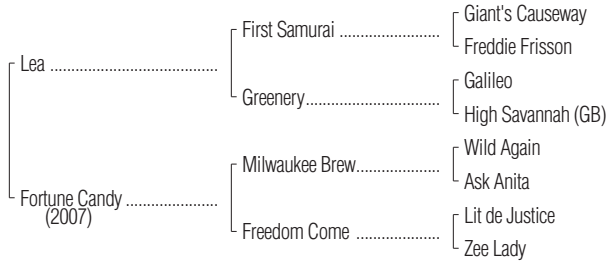 Giant's Causeway
First Samurai ....................
Freddie Frisson
Lea ..................................
Galileo
Greenery...........................
High Savannah (GB)
Wild Again
Milwaukee Brew.................
Ask Anita
Fortune Candy ..................
(2007)
Lit de Justice
Freedom Come .................
Zee Lady